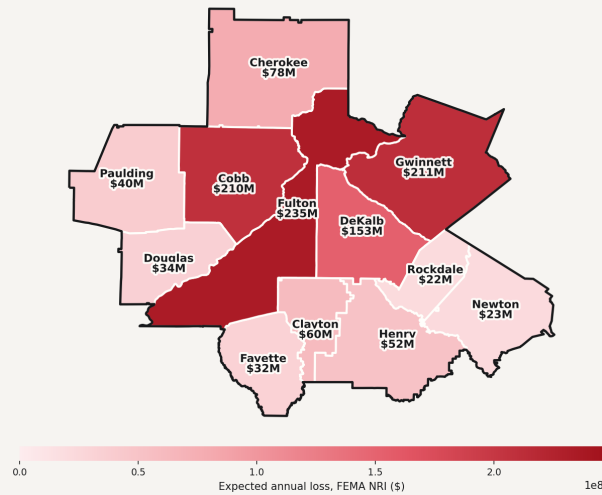 Cherokee
$78M
Paulding
$40M
Cobb
$210M
Gwinnett
$211M
Fulton
$235M
DeKalb
$153M
Douglas
$34M
Rockdale
$22M
Newton
$23M
Clayton
$60M
Henry
$52M
Fayette
$32M
0.0 0.5 1.0 1.5 2.0
Expected annual loss, FEMA NRI ($)
1e8